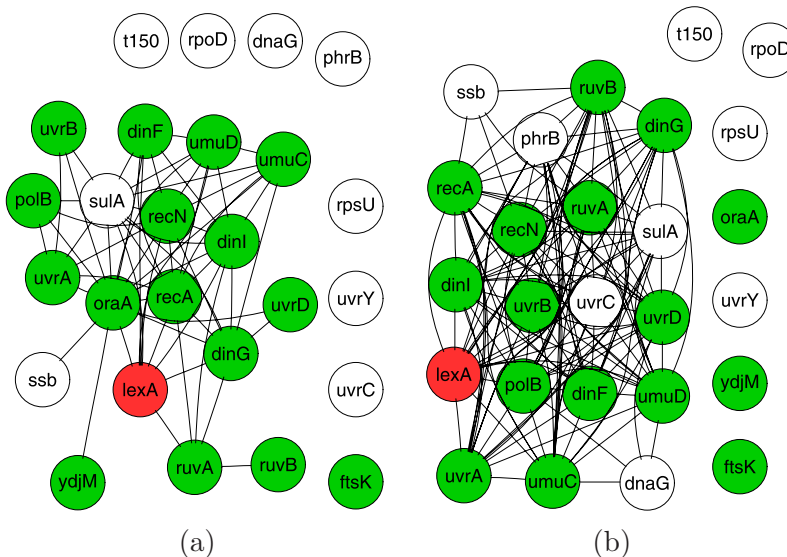 t150 rpoD dnaG phrB
uvrB dinF umuD umuC
polB sulA recN rpsU
dinI
uvrA oraA recA uvrD uvrY
dinG
ssb lexA uvrC
ydjM ruvA ruvB ftsK
(a)
t150 rpoD
ssb ruvB dinG
phrB rpsU
recA recN ruvA sulA oraA
dinI uvrB uvrC uvrD uvrY
lexA polB dinF umuD ydjM
uvrA umuC dnaG ftsK
(b)